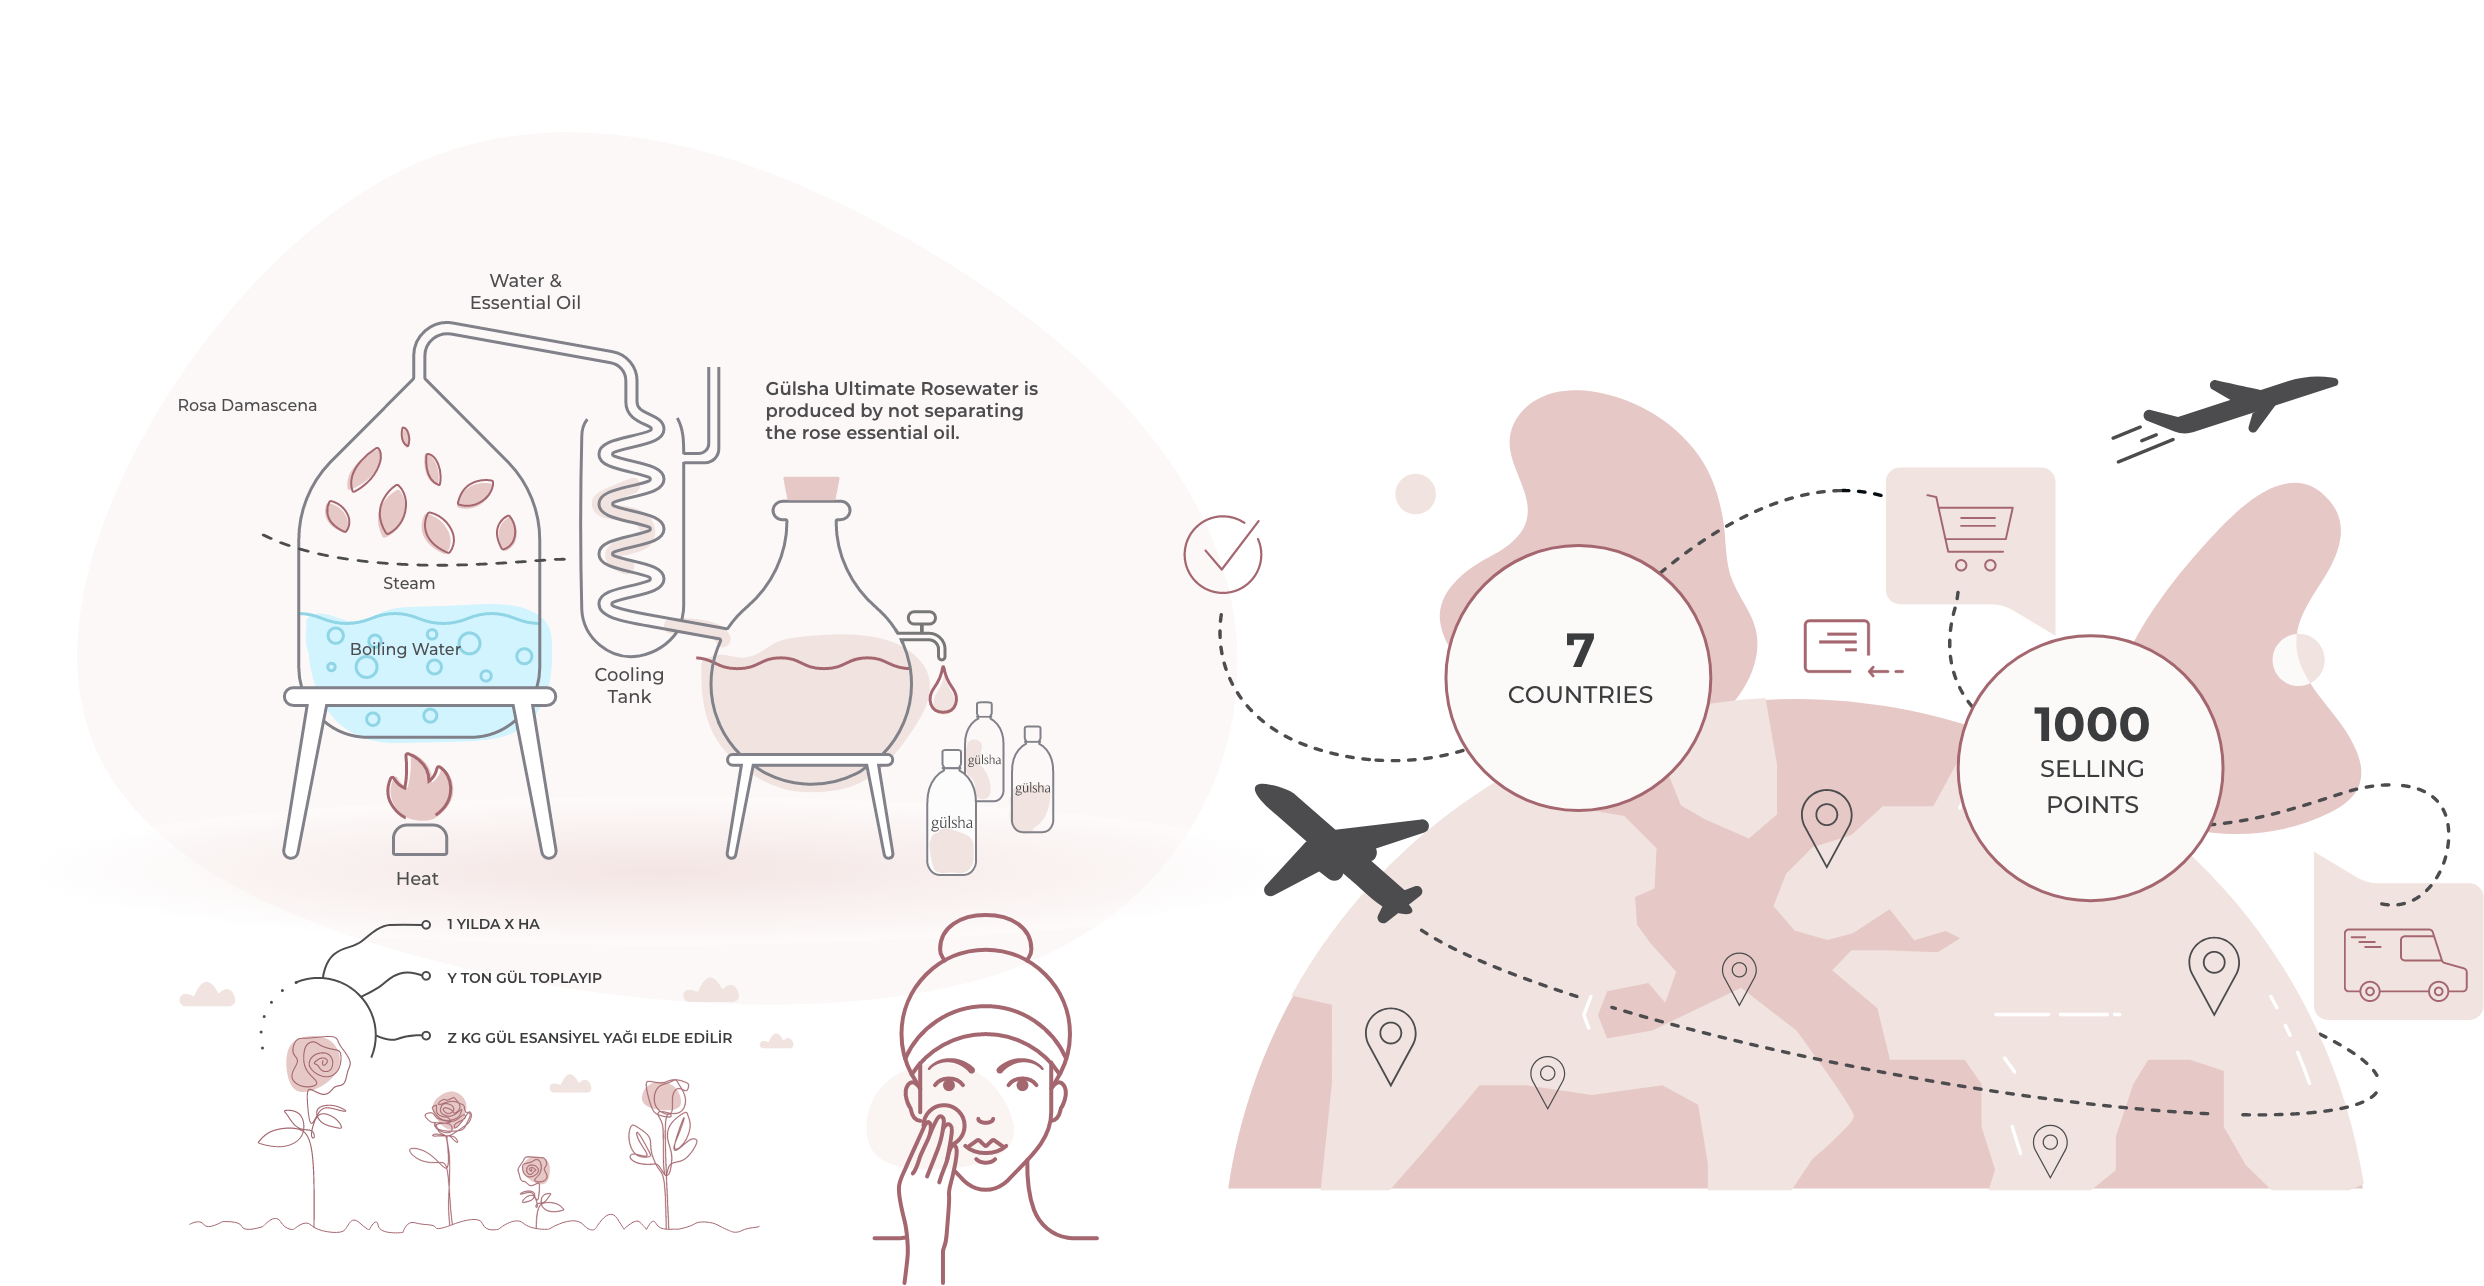 Water &
Essential Oil
Rosa Damascena
Gülsha Ultimate Rosewater is
produced by not separating
the rose essential oil.
Steam
Boiling Water
Cooling
Tank
gülsha
gülsha
gülsha
Heat
1 YILDA X HA
Y TON GÜL TOPLAYIP
Z KG GÜL ESANSİYEL YAĞI ELDE EDİLİR
7
COUNTRIES
1000
SELLING
POINTS